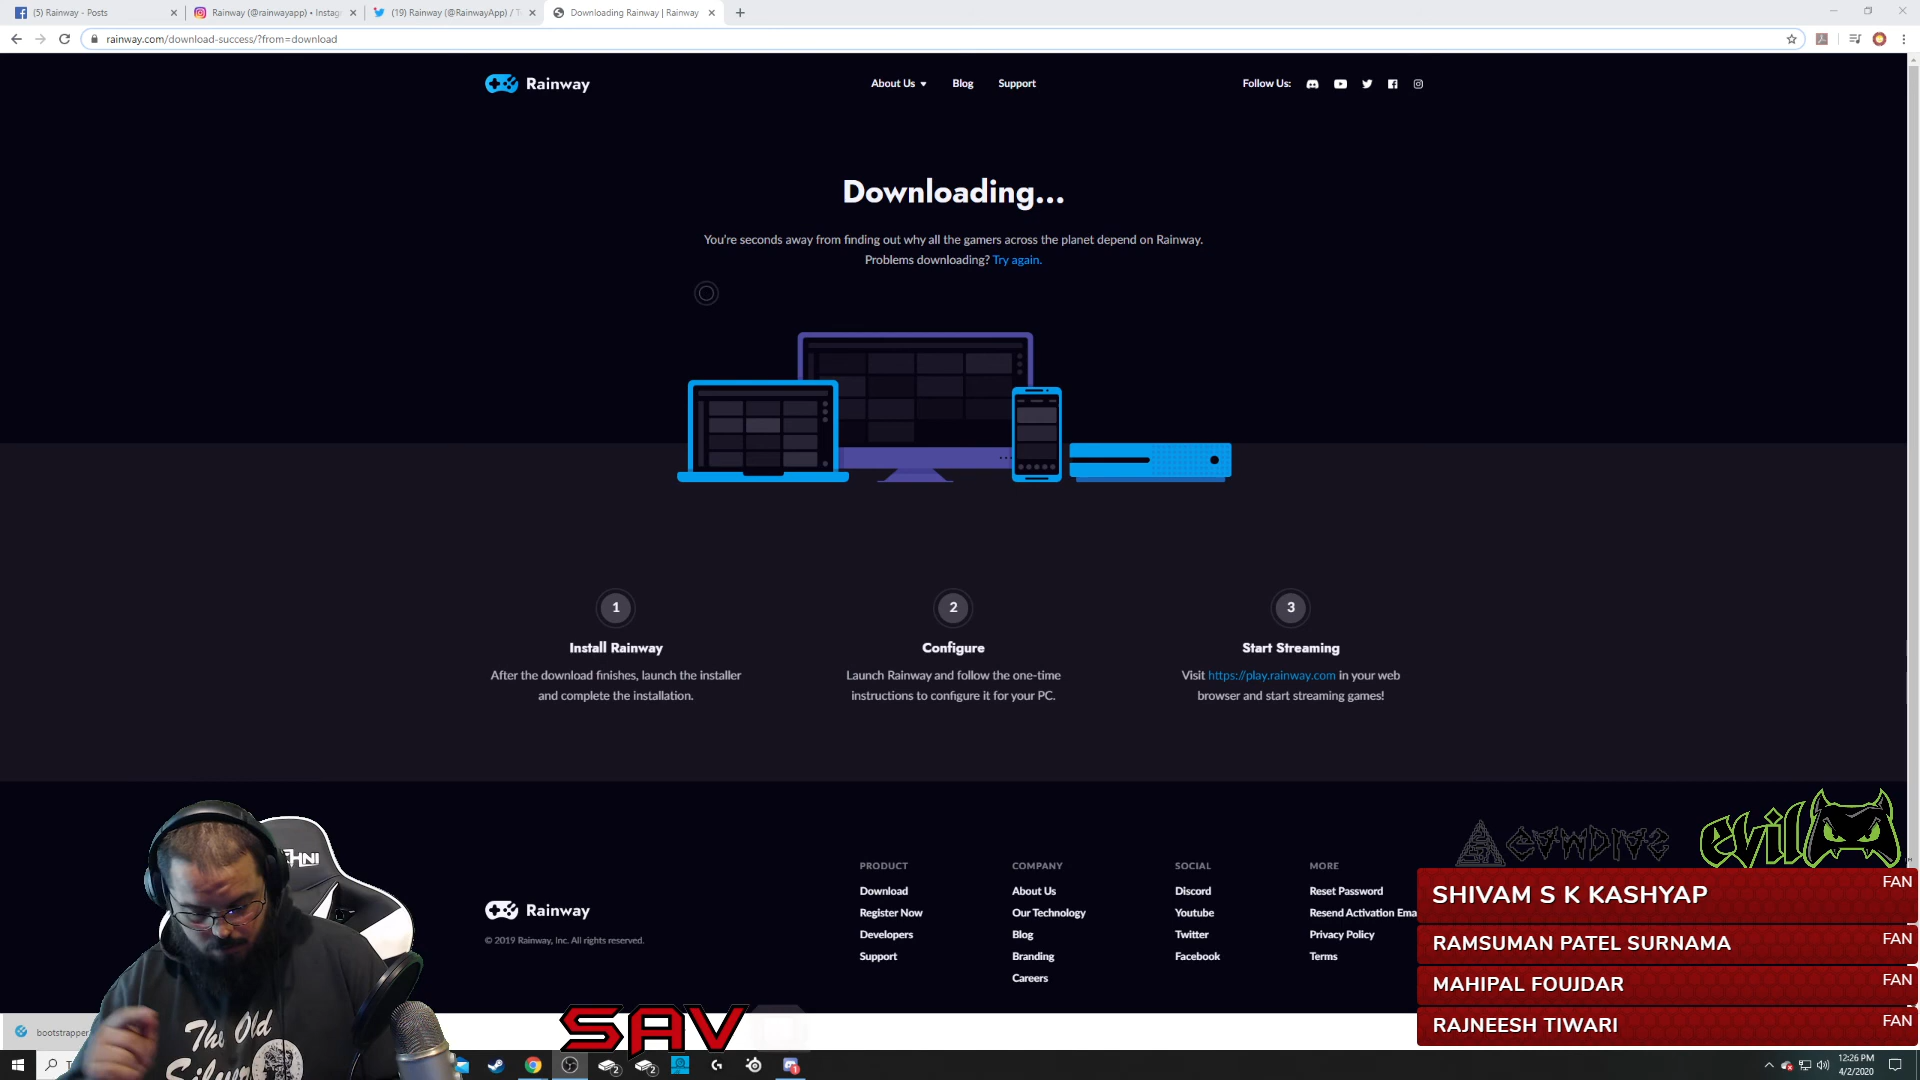 (5) Rainway - Posts
Rainway (@rainwayapp) • Instag
(19) Rainway (@RainwayApp) / T
Downloading Rainway | Rainway
rainway.com/download-success/?from=download
Rainway
About Us
Blog
Support
Follow Us:
Downloading...
You're seconds away from finding out why all the gamers across the planet depend on Rainway.
Problems downloading? Try again.
1
Install Rainway
After the download finishes, launch the installer
and complete the installation.
2
Configure
Launch Rainway and follow the one-time
instructions to configure it for your PC.
3
Start Streaming
Visit https://play.rainway.com in your web
browser and start streaming games!
Rainway
© 2019 Rainway, Inc. All rights reserved.
PRODUCT
Download
Register Now
Developers
Support
COMPANY
About Us
Our Technology
Blog
Branding
Careers
SOCIAL
Discord
Youtube
Twitter
Facebook
MORE
Reset Password
Resend Activation Ema
Privacy Policy
Terms
evil
SHIVAM S K KASHYAP FAN
RAMSUMAN PATEL SURNAMA FAN
MAHIPAL FOUJDAR FAN
RAJNEESH TIWARI FAN
The Old
Silver
bootstrapper
SAV
12:26 PM
4/2/2020